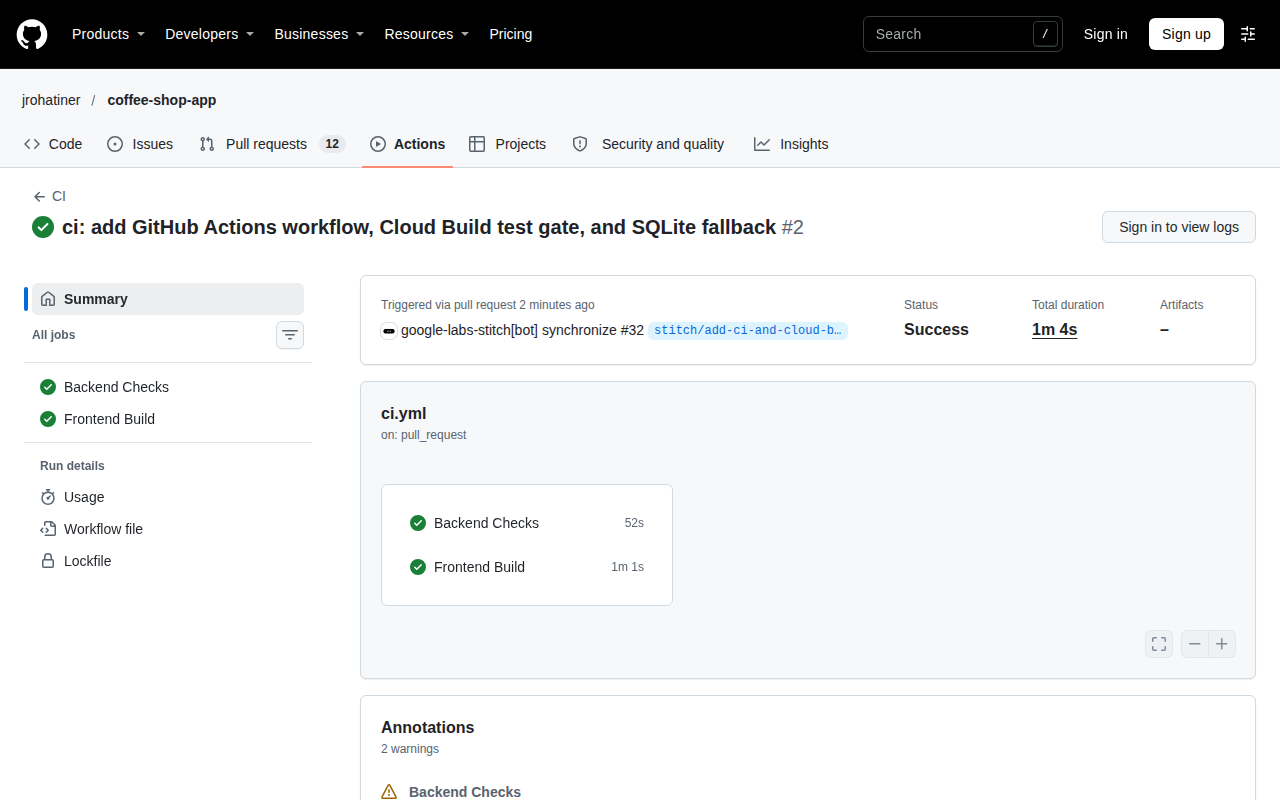 Products Developers Businesses Resources Pricing Search / Sign in Sign up
jrohatiner / coffee-shop-app
Code Issues Pull requests 12 Actions Projects Security and quality Insights
CI
ci: add GitHub Actions workflow, Cloud Build test gate, and SQLite fallback #2
Sign in to view logs
Summary
All jobs
Backend Checks
Frontend Build
Run details
Usage
Workflow file
Lockfile
Triggered via pull request 2 minutes ago
google-labs-stitch[bot] synchronize #32 stitch/add-ci-and-cloud-b…
Status
Success
Total duration
1m 4s
Artifacts
–
ci.yml
on: pull_request
Backend Checks 52s
Frontend Build 1m 1s
Annotations
2 warnings
Backend Checks